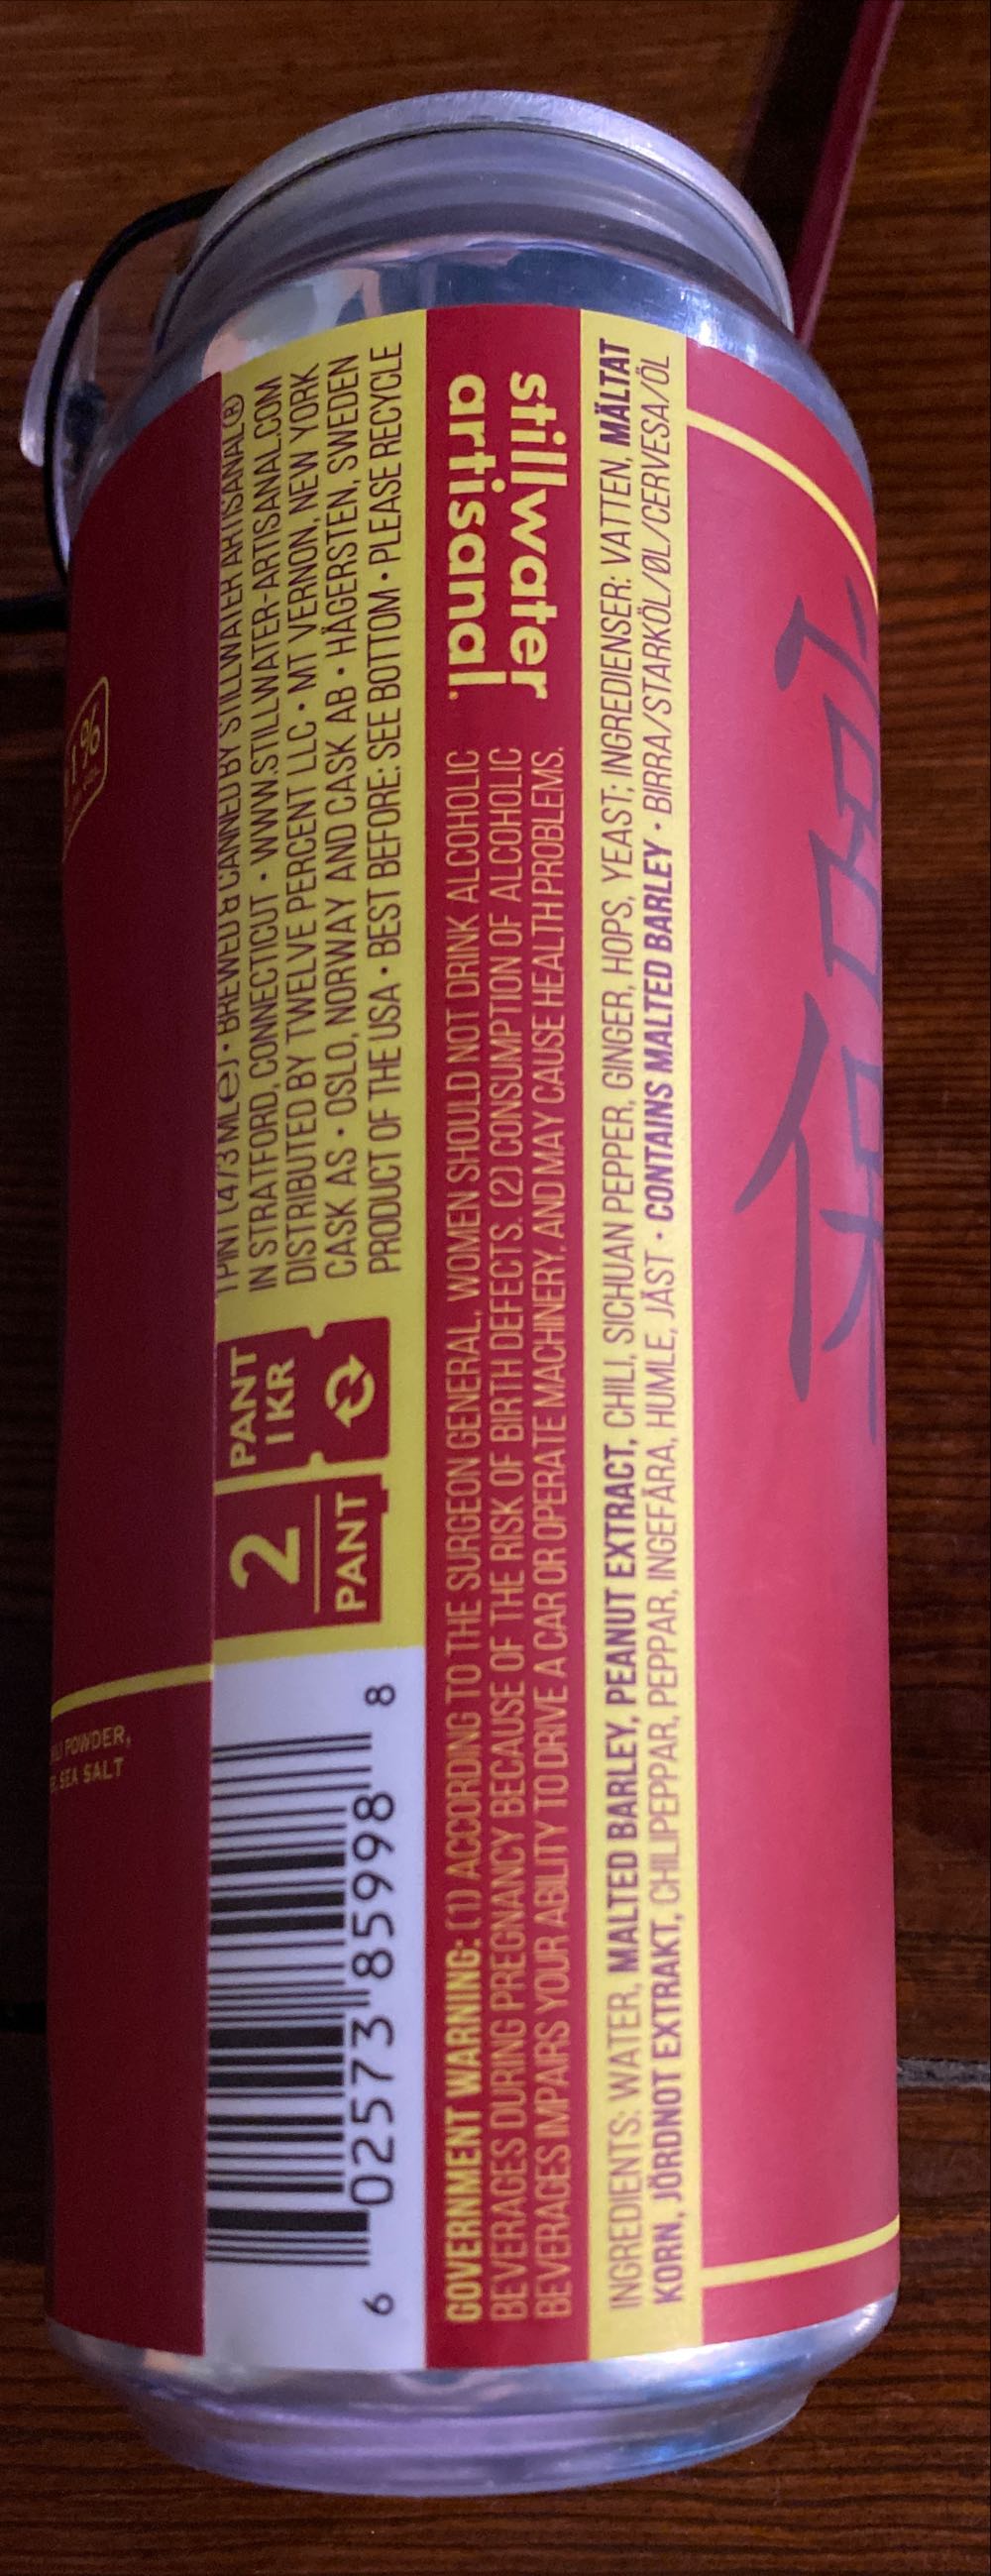 1 PINT (473 ML℮) • BREWED & CANNED BY STILLWATER ARTISANAL®
IN STRATFORD, CONNECTICUT • WWW.STILLWATER-ARTISANAL.COM
DISTRIBUTED BY TWELVE PERCENT LLC • MT VERNON, NEW YORK
CASK AS • OSLO, NORWAY AND CASK AB • HÄGERSTEN, SWEDEN
PRODUCT OF THE USA • BEST BEFORE: SEE BOTTOM • PLEASE RECYCLE
2
PANT
PANT
1 KR
6 02573 85998 8
stillwater
artisanal
GOVERNMENT WARNING: (1) ACCORDING TO THE SURGEON GENERAL, WOMEN SHOULD NOT DRINK ALCOHOLIC
BEVERAGES DURING PREGNANCY BECAUSE OF THE RISK OF BIRTH DEFECTS. (2) CONSUMPTION OF ALCOHOLIC
BEVERAGES IMPAIRS YOUR ABILITY TO DRIVE A CAR OR OPERATE MACHINERY, AND MAY CAUSE HEALTH PROBLEMS.
INGREDIENTS: WATER, MALTED BARLEY, PEANUT EXTRACT, CHILI, SICHUAN PEPPER, GINGER, HOPS, YEAST; INGREDIENSER: VATTEN, MÄLTAT
KORN, JÖRDNOT EXTRAKT, CHILIPEPPAR, PEPPAR, INGEFÄRA, HUMLE, JÄST • CONTAINS MALTED BARLEY • BIRRA/STARKÖL/ØL/CERVESA/ÖL
POWDER,
SEA SALT